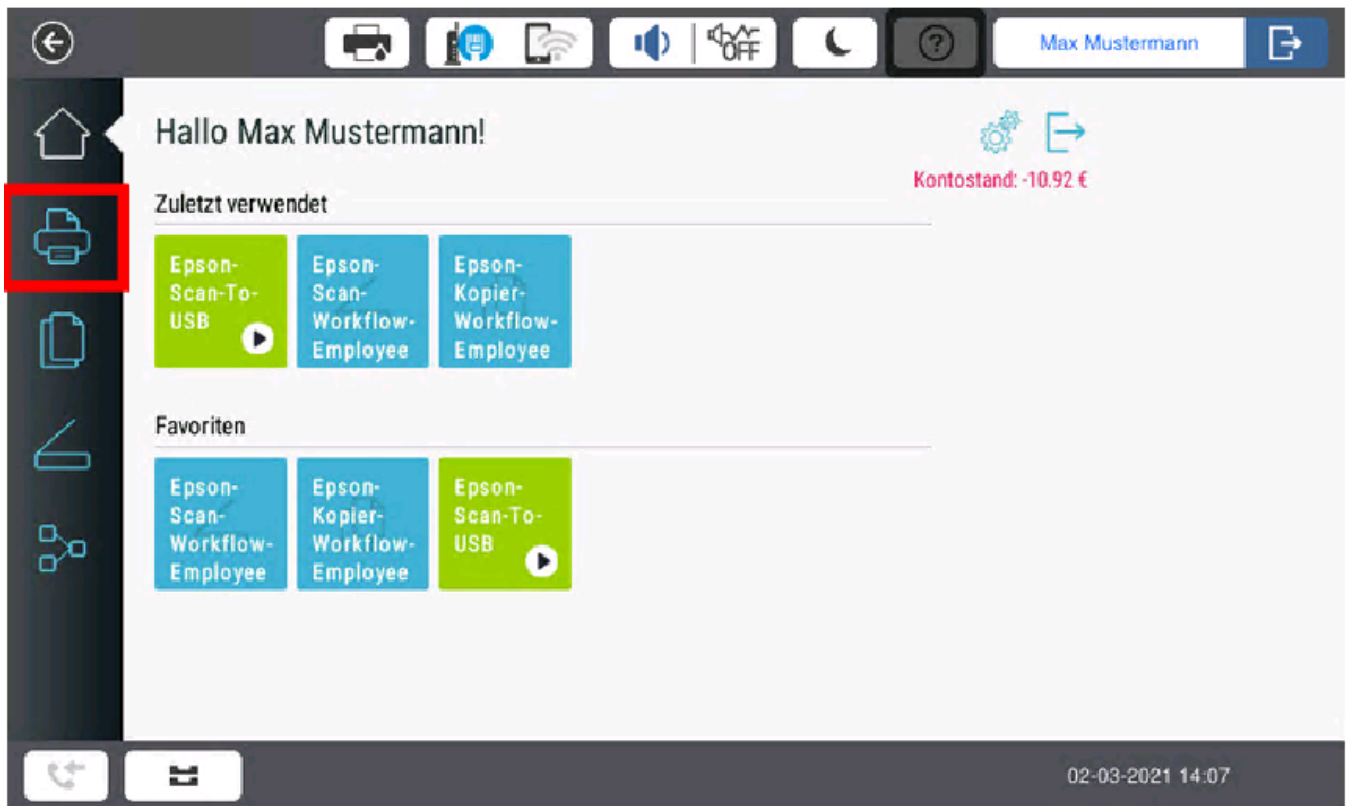 OFF
Max Mustermann
Hallo Max Mustermann!
Kontostand: -10.92 €
Zuletzt verwendet
Epson-
Scan-To-
USB
Epson-
Scan-
Workflow-
Employee
Epson-
Kopier-
Workflow-
Employee
Favoriten
Epson-
Scan-
Workflow-
Employee
Epson-
Kopier-
Workflow-
Employee
Epson-
Scan-To-
USB
02-03-2021 14:07